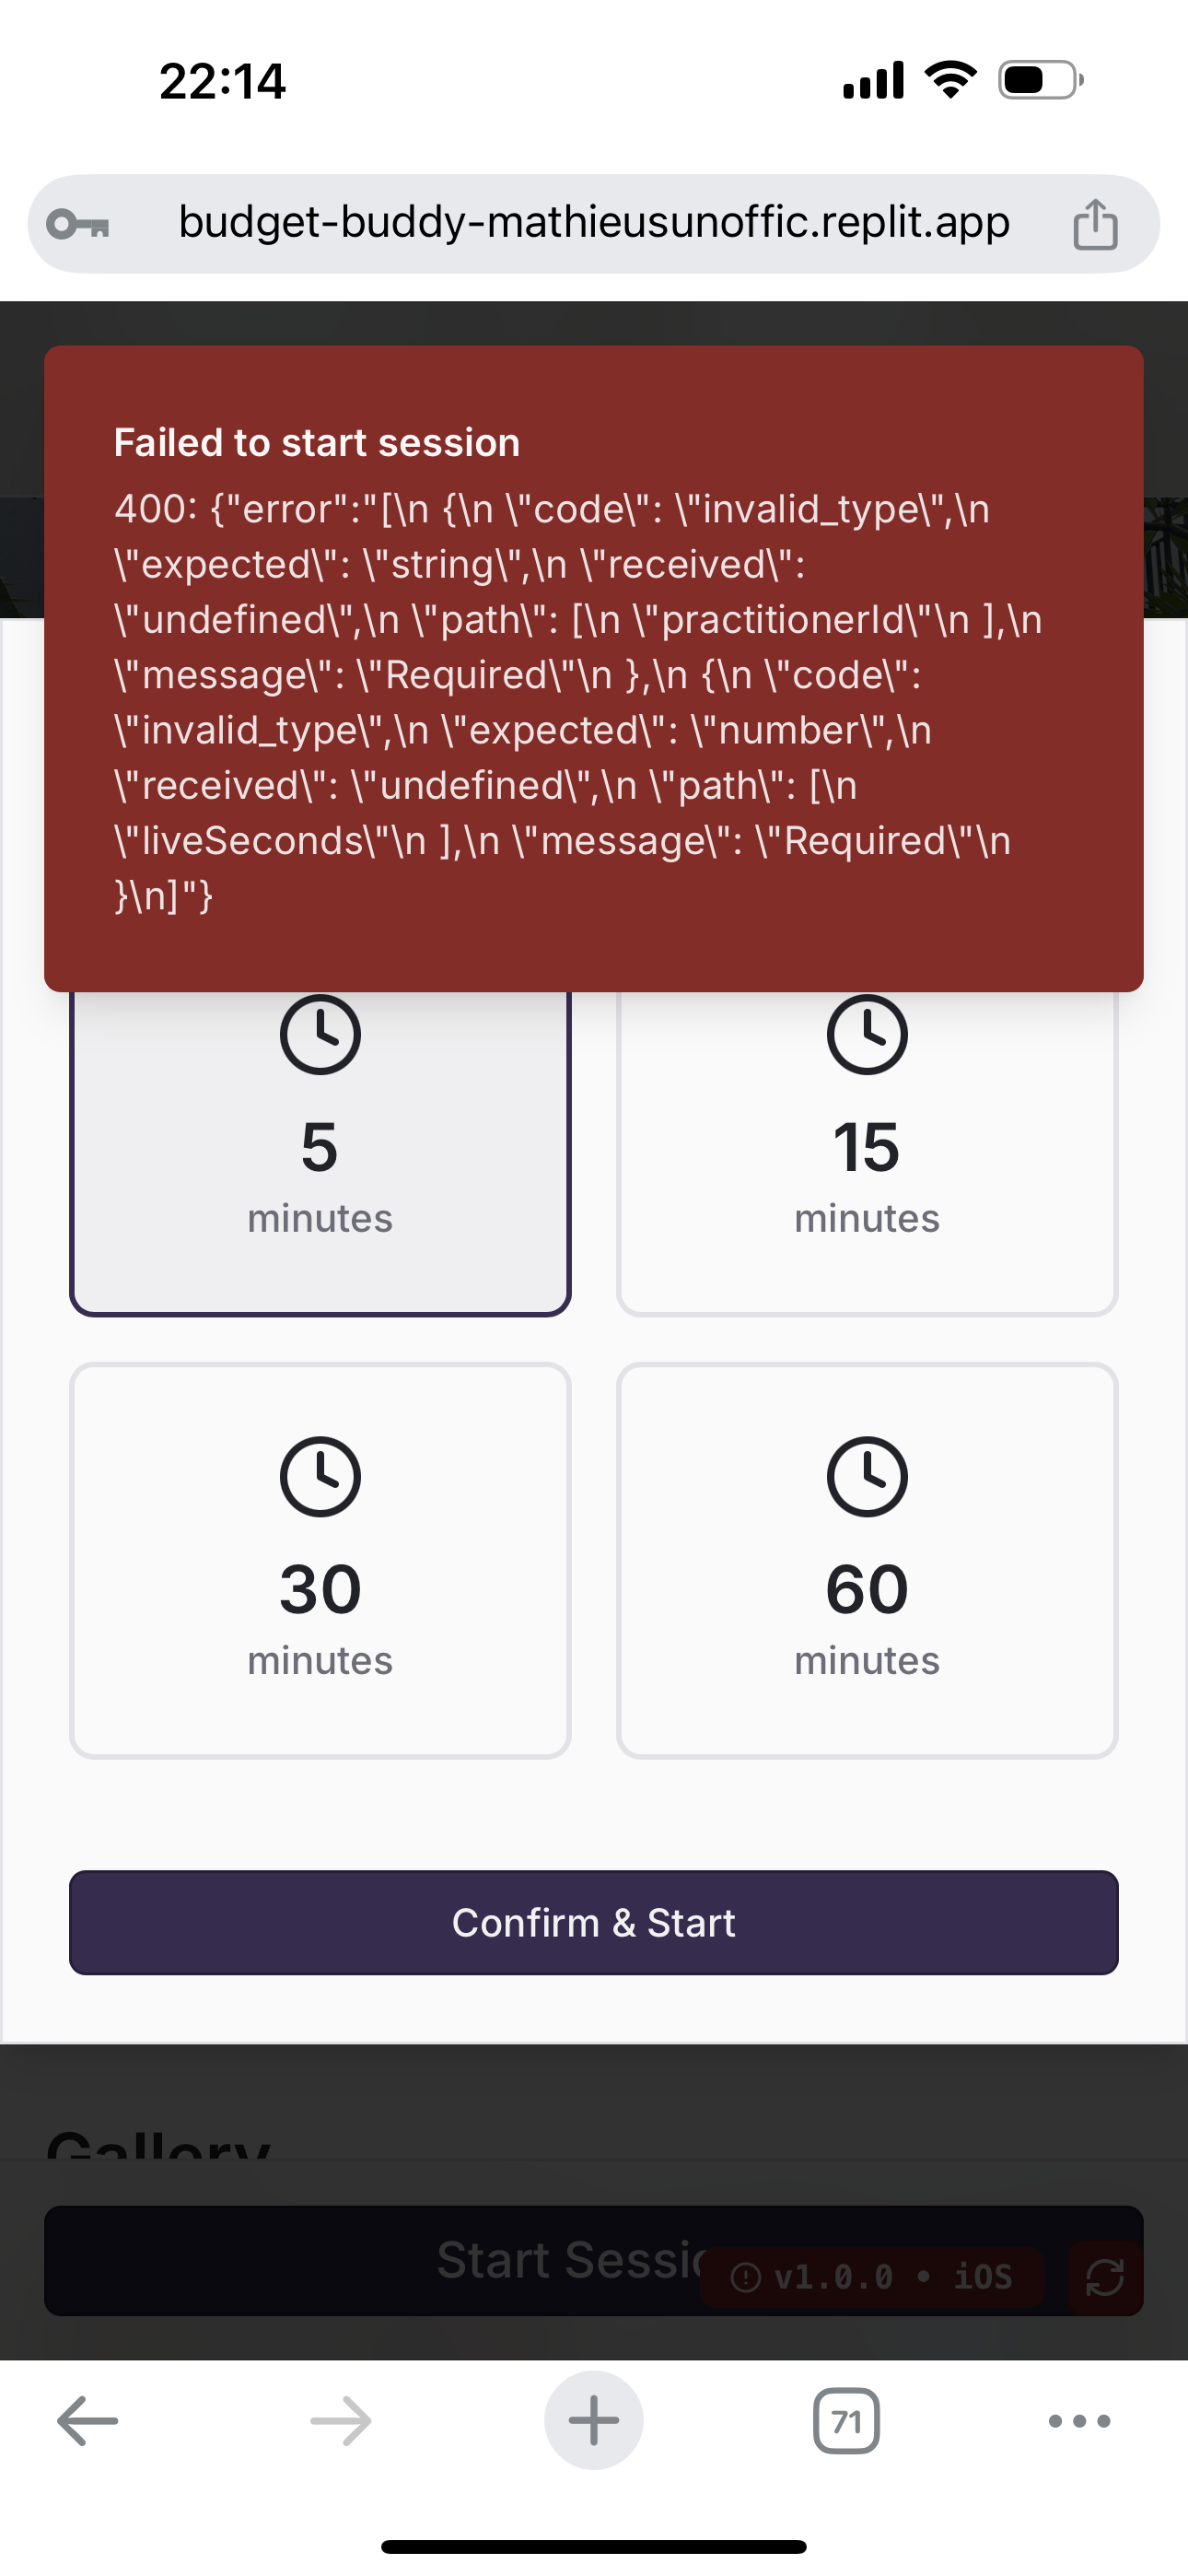 22:14
budget-buddy-mathieusunoffic.replit.app
Failed to start session
400: {"error":"[\n {\n \"code\": \"invalid_type\",\n
\"expected\": \"string\",\n \"received\":
\"undefined\",\n \"path\": [\n \"practitionerId\"\n ],\n
\"message\": \"Required\"\n },\n {\n \"code\":
\"invalid_type\",\n \"expected\": \"number\",\n
\"received\": \"undefined\",\n \"path\": [\n
\"liveSeconds\"\n ],\n \"message\": \"Required\"\n
}\n]"}
5
minutes
15
minutes
30
minutes
60
minutes
Confirm & Start
Gallery
Start Sessio
v1.0.0 • iOS
71